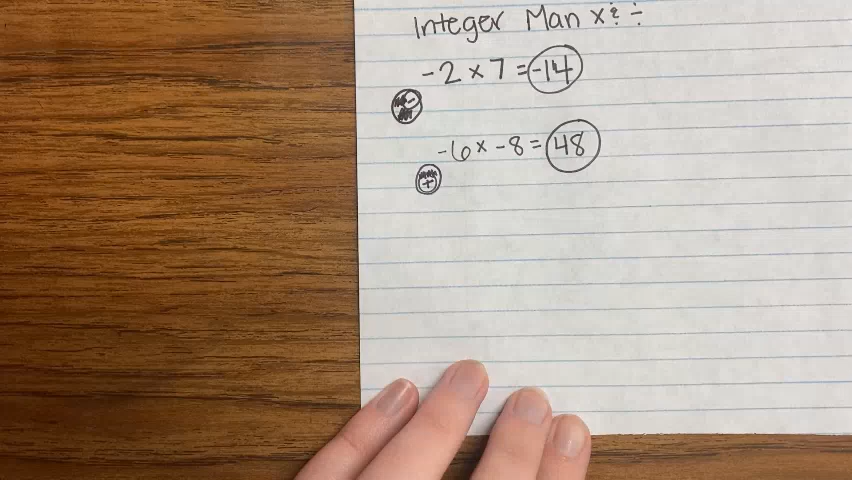 Integer Man x & ÷
-2 x 7 = -14
-
-6 x -8 = 48
+